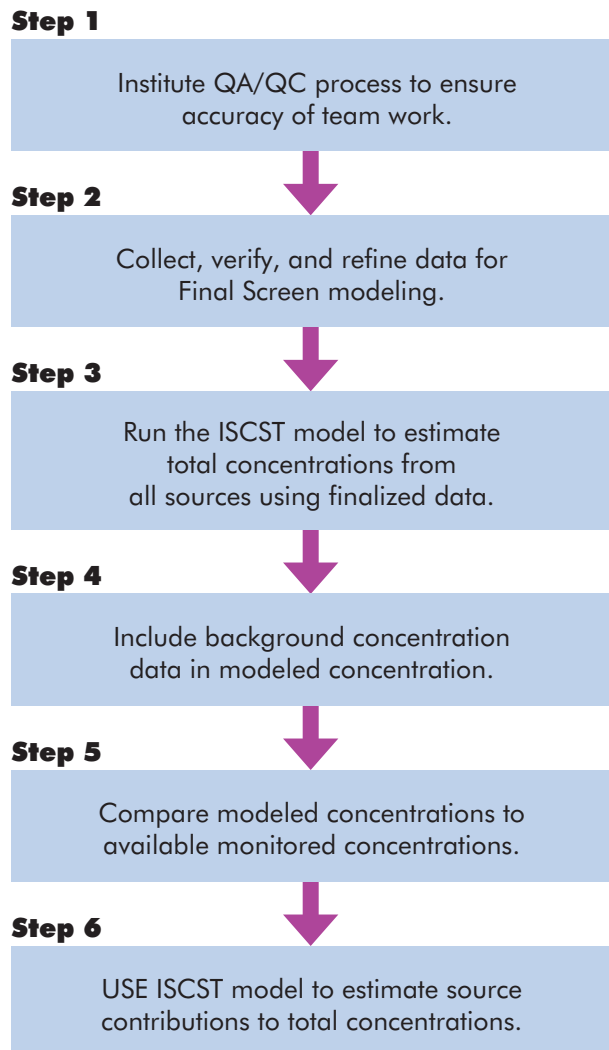 Step 1
Institute QA/QC process to ensure
accuracy of team work.
Step 2
Collect, verify, and refine data for
Final Screen modeling.
Step 3
Run the ISCST model to estimate
total concentrations from
all sources using finalized data.
Step 4
Include background concentration
data in modeled concentration.
Step 5
Compare modeled concentrations to
available monitored concentrations.
Step 6
USE ISCST model to estimate source
contributions to total concentrations.